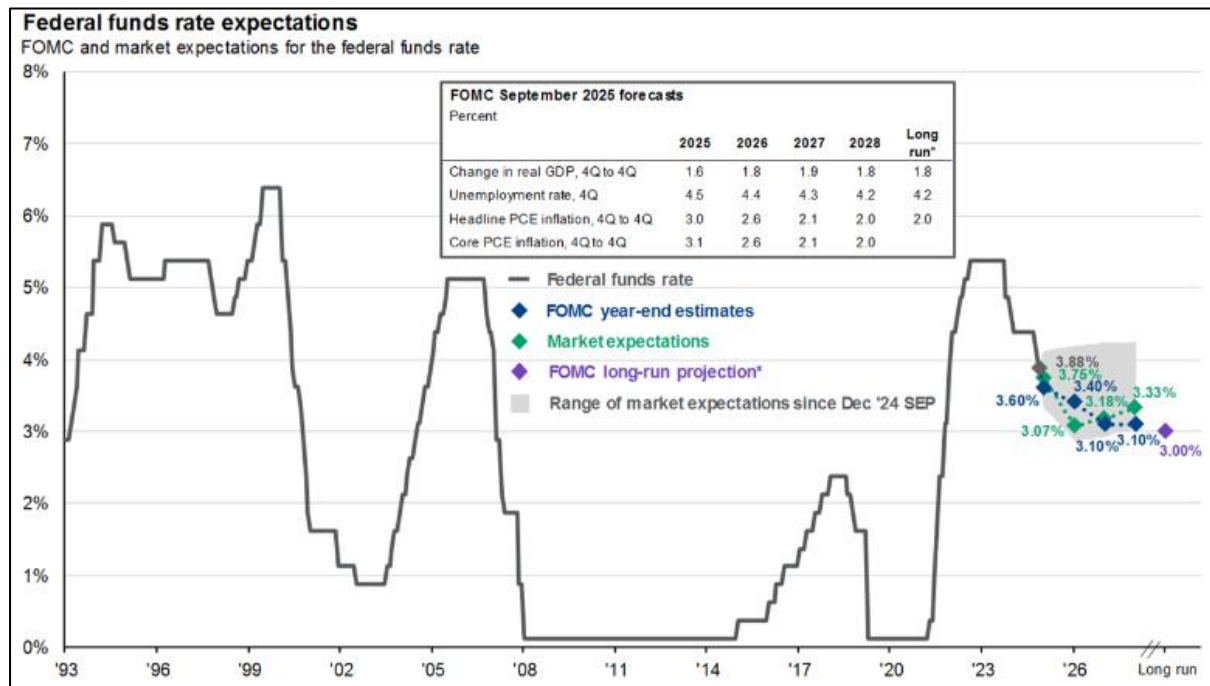 Federal funds rate expectations
FOMC and market expectations for the federal funds rate
8%
7%
6%
5%
4%
3%
2%
1%
0%
FOMC September 2025 forecasts
Percent
2025 2026 2027 2028 Long run*
Change in real GDP, 4Q to 4Q 1.6 1.8 1.9 1.8 1.8
Unemployment rate, 4Q 4.5 4.4 4.3 4.2 4.2
Headline PCE inflation, 4Q to 4Q 3.0 2.6 2.1 2.0 2.0
Core PCE inflation, 4Q to 4Q 3.1 2.6 2.1 2.0
Federal funds rate
FOMC year-end estimates
Market expectations
FOMC long-run projection*
Range of market expectations since Dec '24 SEP
3.88%
3.75%
3.40%
3.60%
3.18%
3.33%
3.07%
3.10%
3.10%
3.00%
'93 '96 '99 '02 '05 '08 '11 '14 '17 '20 '23 '26 Long run